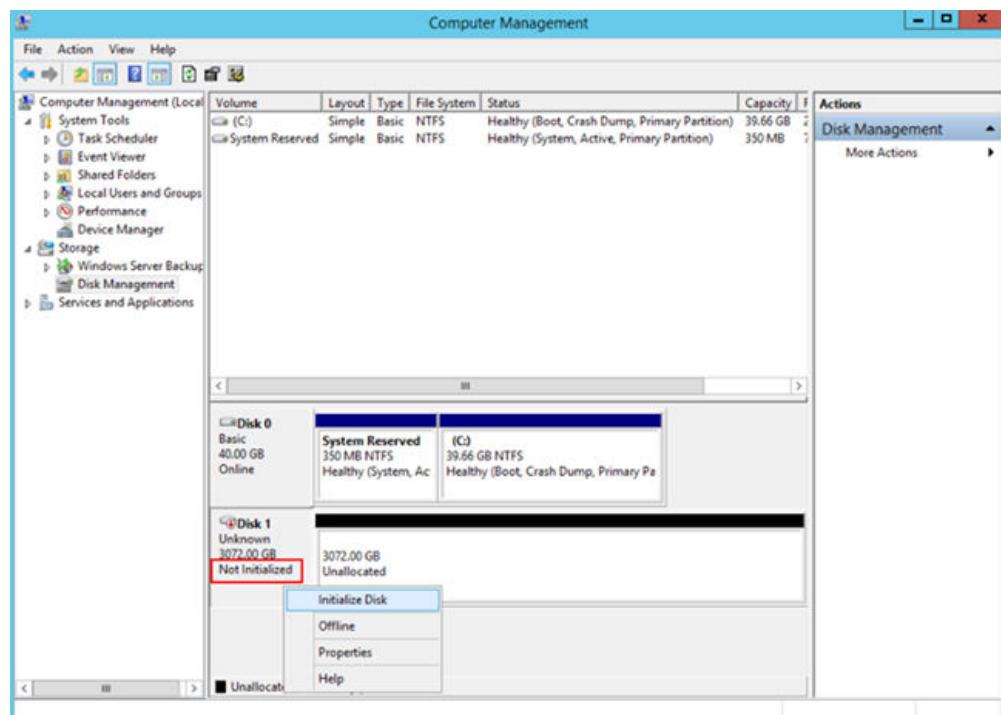 Computer Management
File Action View Help
Computer Management (Local
System Tools
Task Scheduler
Event Viewer
Shared Folders
Local Users and Groups
Performance
Device Manager
Storage
Windows Server Backup
Disk Management
Services and Applications
Volume Layout Type File System Status Capacity F
(C:) Simple Basic NTFS Healthy (Boot, Crash Dump, Primary Partition) 39.66 GB 2
System Reserved Simple Basic NTFS Healthy (System, Active, Primary Partition) 350 MB 7
Actions
Disk Management
More Actions
Disk 0
Basic
40.00 GB
Online
System Reserved
350 MB NTFS
Healthy (System, Ac
(C:)
39.66 GB NTFS
Healthy (Boot, Crash Dump, Primary Pa
Disk 1
Unknown
3072.00 GB
Not Initialized
3072.00 GB
Unallocated
Initialize Disk
Offline
Properties
Help
Unallocat